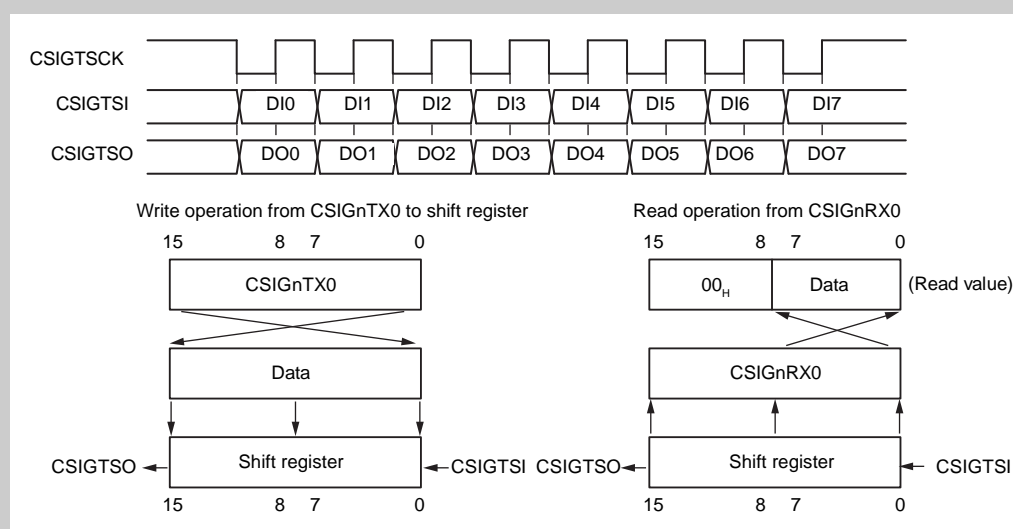 CSIGTSCK
CSIGTSI DI0 DI1 DI2 DI3 DI4 DI5 DI6 DI7
CSIGTSO DO0 DO1 DO2 DO3 DO4 DO5 DO6 DO7
Write operation from CSIGnTX0 to shift register
15 8 7 0
CSIGnTX0
Data
CSIGTSO Shift register CSIGTSI
15 8 7 0
Read operation from CSIGnRX0
15 8 7 0
00H Data (Read value)
CSIGnRX0
CSIGTSO Shift register CSIGTSI
15 8 7 0